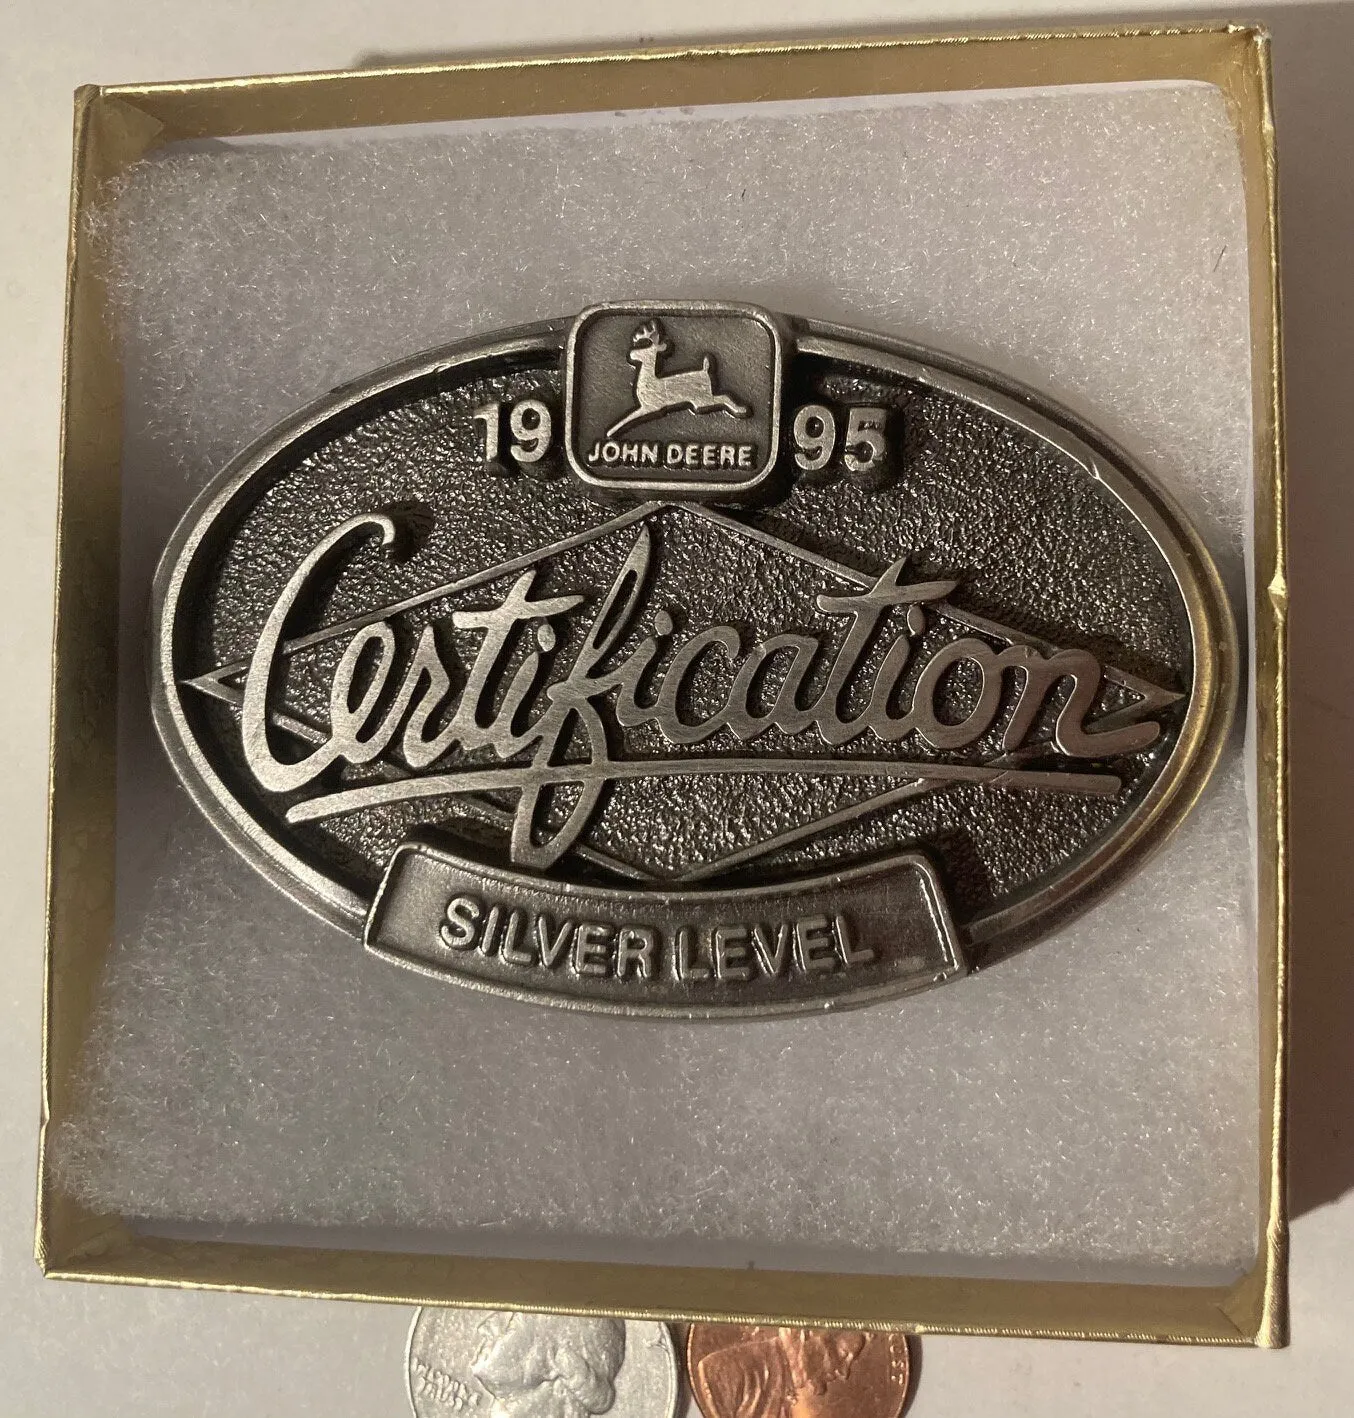 19 95
JOHN DEERE
Certification
SILVER LEVEL